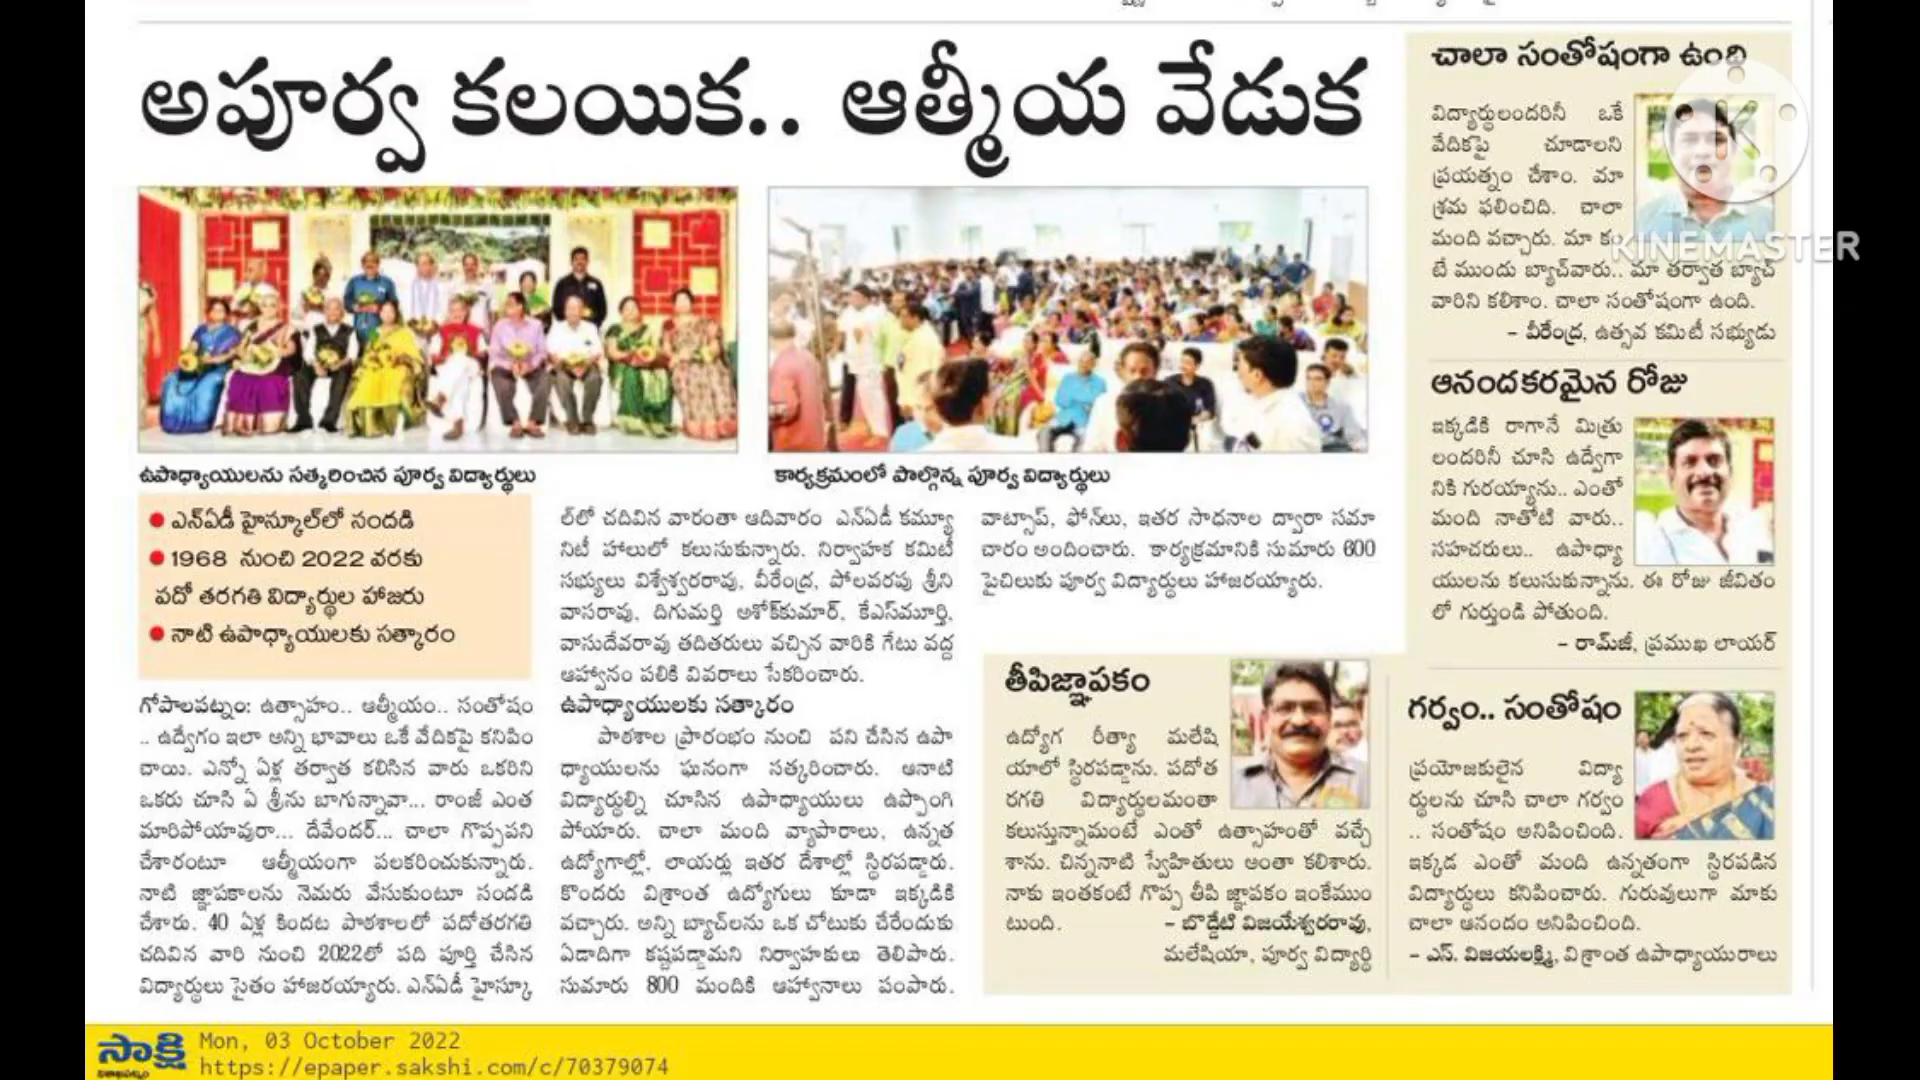 అపూర్వ కలయిక.. ఆత్మీయ వేడుక
ఉపాధ్యాయులను సత్కరించిన పూర్వ విద్యార్థులు
కార్యక్రమంలో పాల్గొన్న పూర్వ విద్యార్థులు
● ఎన్ఏడీ హైస్కూల్‌లో సందడి
● 1968 నుంచి 2022 వరకు
పదో తరగతి విద్యార్థుల హాజరు
● నాటి ఉపాధ్యాయులకు సత్కారం
గోపాలపట్నం: ఉత్సాహం.. ఆత్మీయం.. సంతోషం
.. ఉద్వేగం ఇలా అన్ని భావాలు ఒకే వేదికపై కనిపిం
చాయి. ఎన్నో ఏళ్ల తర్వాత కలిసిన వారు ఒకరిని
ఒకరు చూసి ఏ శ్రీను బాగున్నావా... రాంజీ ఎంత
మారిపోయావురా... దేవేందర్... చాలా గొప్పపని
చేశారంటూ ఆత్మీయంగా పలకరించుకున్నారు.
నాటి జ్ఞాపకాలను నెమరు వేసుకుంటూ సందడి
చేశారు. 40 ఏళ్ల కిందట పాఠశాలలో పదోతరగతి
చదివిన వారి నుంచి 2022లో పది పూర్తి చేసిన
విద్యార్థులు సైతం హాజరయ్యారు. ఎన్ఏడీ హైస్కూ
ల్‌లో చదివిన వారంతా ఆదివారం ఎన్ఏడీ కమ్యూ
నిటీ హాలులో కలుసుకున్నారు. నిర్వాహక కమిటీ
సభ్యులు విశ్వేశ్వరరావు, వీరేంద్ర, పోలవరపు శ్రీని
వాసరావు, దిగుమర్తి అశోక్‌కుమార్, కేఎస్‌మూర్తి,
వాసుదేవరావు తదితరులు వచ్చిన వారికి గేటు వద్ద
ఆహ్వానం పలికి వివరాలు సేకరించారు.
ఉపాధ్యాయులకు సత్కారం
పాఠశాల ప్రారంభం నుంచి పని చేసిన ఉపా
ధ్యాయులను ఘనంగా సత్కరించారు. ఆనాటి
విద్యార్థుల్ని చూసిన ఉపాధ్యాయులు ఉప్పొంగి
పోయారు. చాలా మంది వ్యాపారాలు, ఉన్నత
ఉద్యోగాల్లో, లాయర్లు ఇతర దేశాల్లో స్థిరపడ్డారు.
కొందరు విశ్రాంత ఉద్యోగులు కూడా ఇక్కడికి
వచ్చారు. అన్ని బ్యాచ్‌లను ఒక చోటుకు చేరేందుకు
ఏడాదిగా కష్టపడ్డామని నిర్వాహకులు తెలిపారు.
సుమారు 800 మందికి ఆహ్వానాలు పంపారు.
వాట్సాప్, ఫోన్‌లు, ఇతర సాధనాల ద్వారా సమా
చారం అందించారు. కార్యక్రమానికి సుమారు 600
పైచిలుకు పూర్వ విద్యార్థులు హాజరయ్యారు.
తీపిజ్ఞాపకం
ఉద్యోగ రీత్యా మలేషి
యాలో స్థిరపడ్డాను. పదోత
రగతి విద్యార్థులమంతా
కలుస్తున్నామంటే ఎంతో ఉత్సాహంతో వచ్చే
శాను. చిన్ననాటి స్నేహితులు అంతా కలిశారు.
నాకు ఇంతకంటే గొప్ప తీపి జ్ఞాపకం ఇంకేముం
టుంది. – బొడ్డేటి విజయేశ్వరరావు,
మలేషియా, పూర్వ విద్యార్థి
చాలా సంతోషంగా ఉంది
విద్యార్థులందరినీ ఒకే
వేదికపై చూడాలని
ప్రయత్నం చేశాం. మా
శ్రమ ఫలించిది. చాలా
మంది వచ్చారు. మా కం
టే ముందు బ్యాచ్‌వారు.. మా తర్వాత బ్యాచ్
వారిని కలిశాం. చాలా సంతోషంగా ఉంది.
– వీరేంద్ర, ఉత్సవ కమిటీ సభ్యుడు
ఆనందకరమైన రోజు
ఇక్కడికి రాగానే మిత్రు
లందరినీ చూసి ఉద్వేగా
నికి గురయ్యాను.. ఎంతో
మంది నాతోటి వారు..
సహచరులు.. ఉపాధ్యా
యులను కలుసుకున్నాను. ఈ రోజు జీవితం
లో గుర్తుండి పోతుంది.
– రామ్‌జీ, ప్రముఖ లాయర్
గర్వం.. సంతోషం
ప్రయోజకులైన విద్యా
ర్థులను చూసి చాలా గర్వం
.. సంతోషం అనిపించింది.
ఇక్కడ ఎంతో మంది ఉన్నతంగా స్థిరపడిన
విద్యార్థులు కనిపించారు. గురువులుగా మాకు
చాలా ఆనందం అనిపించింది.
– ఎస్. విజయలక్ష్మి, విశ్రాంత ఉపాధ్యాయురాలు
KINEMASTER
సాక్షి
విశాఖపట్నం
Mon, 03 October 2022
https://epaper.sakshi.com/c/70379074